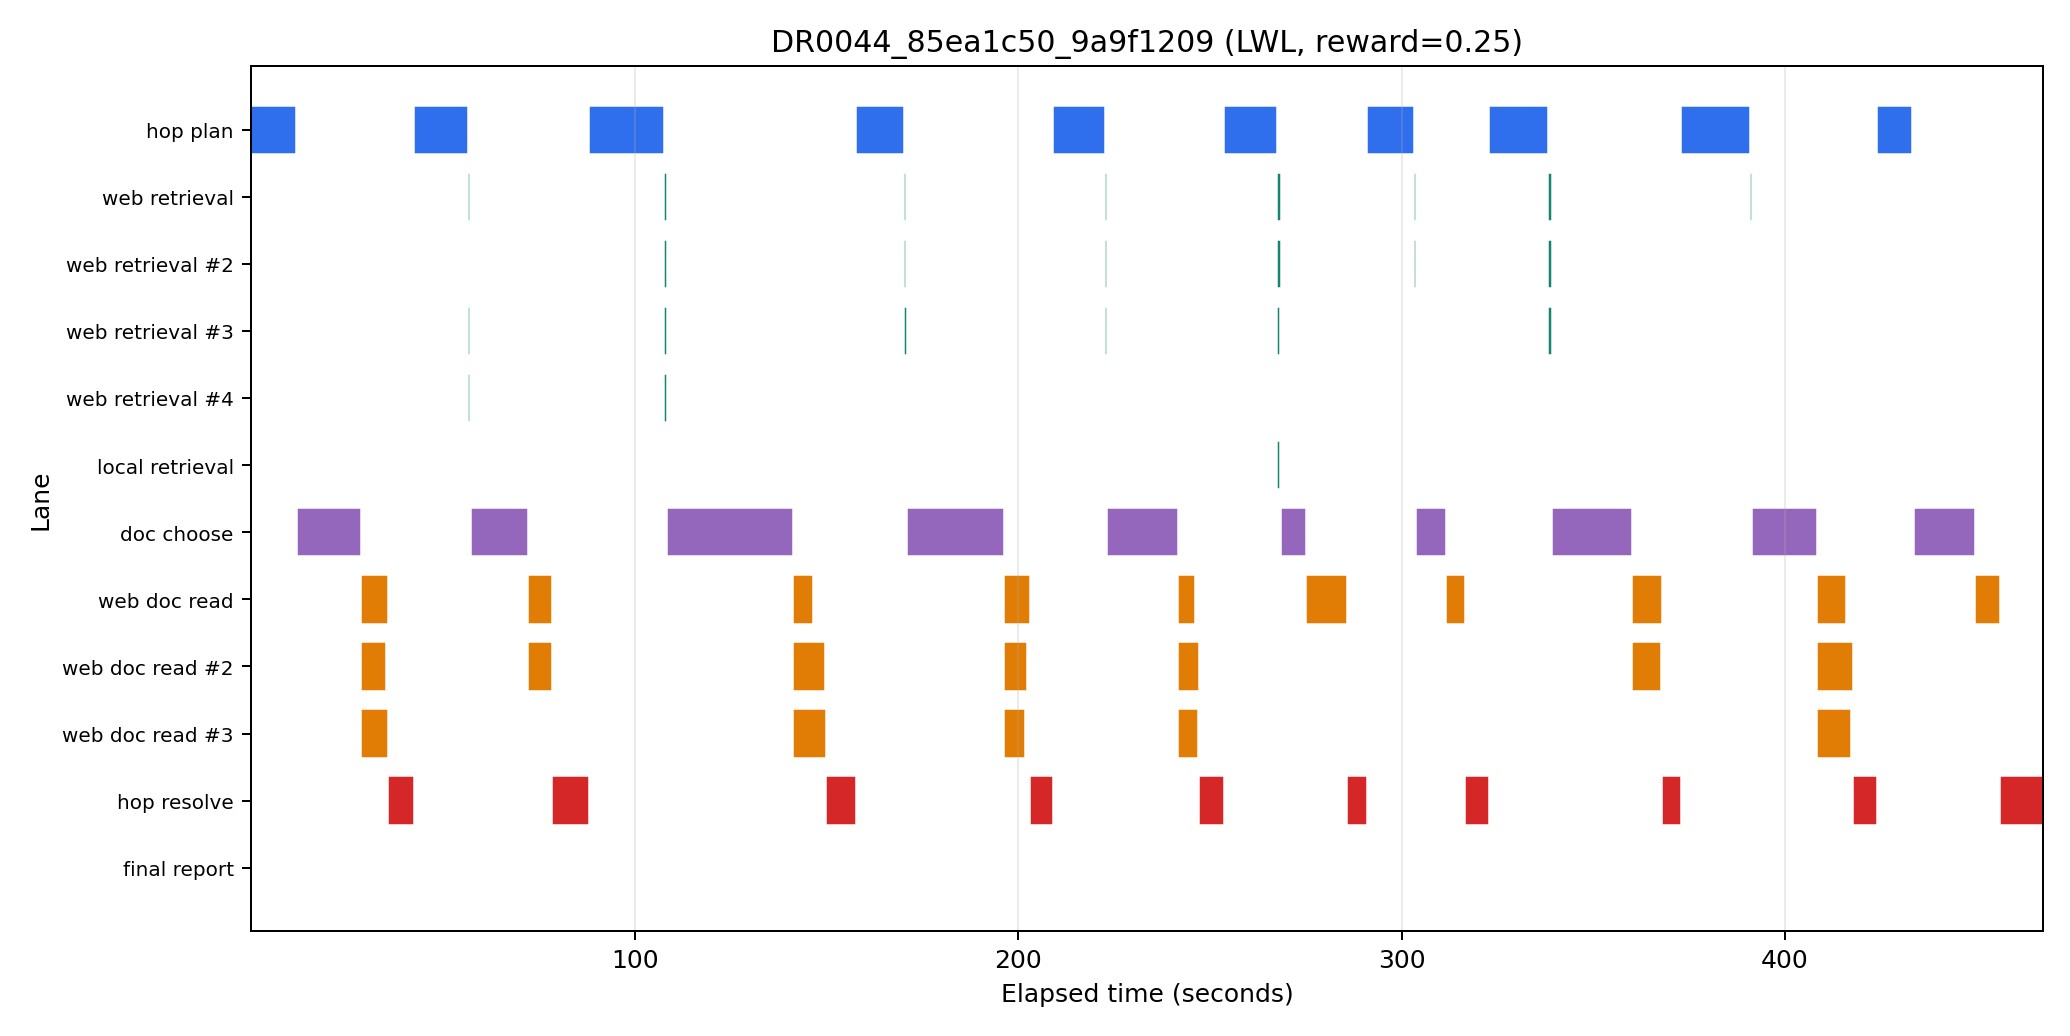 DR0044_85ea1c50_9a9f1209 (LWL, reward=0.25)
Lane
hop plan
web retrieval
web retrieval #2
web retrieval #3
web retrieval #4
local retrieval
doc choose
web doc read
web doc read #2
web doc read #3
hop resolve
final report
100 200 300 400
Elapsed time (seconds)